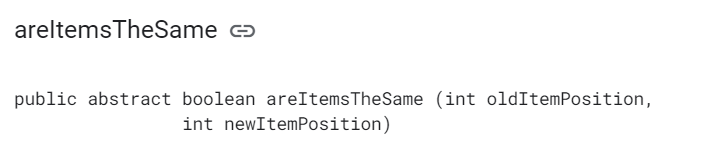 areItemsTheSame
public abstract boolean areItemsTheSame (int oldItemPosition,
int newItemPosition)